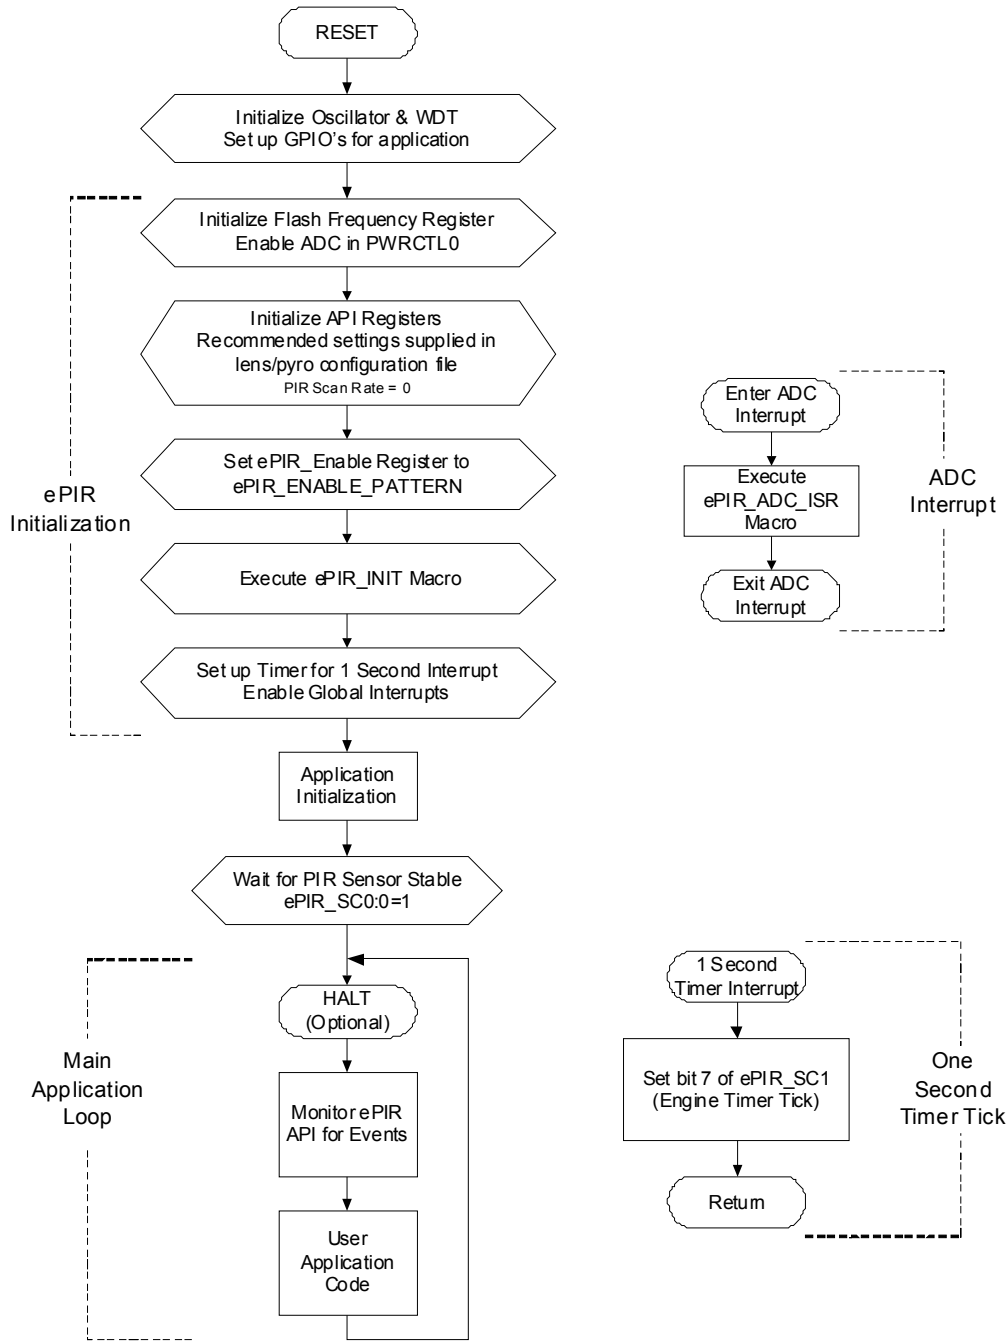 RESET
Initialize Oscillator & WDT
Set up GPIO's for application
Initialize Flash Frequency Register
Enable ADC in PWRCTL0
Initialize API Registers
Recommended settings supplied in
lens/pyro configuration file
PIR Scan Rate = 0
Set ePIR_Enable Register to
ePIR_ENABLE_PATTERN
Execute ePIR_INIT Macro
Set up Timer for 1 Second Interrupt
Enable Global Interrupts
ePIR
Initialization
Application
Initialization
Wait for PIR Sensor Stable
ePIR_SC0:0=1
HALT
(Optional)
Monitor ePIR
API for Events
User
Application
Code
Main
Application
Loop
Enter ADC
Interrupt
Execute
ePIR_ADC_ISR
Macro
Exit ADC
Interrupt
ADC
Interrupt
1 Second
Timer Interrupt
Set bit 7 of ePIR_SC1
(Engine Timer Tick)
Return
One
Second
Timer Tick